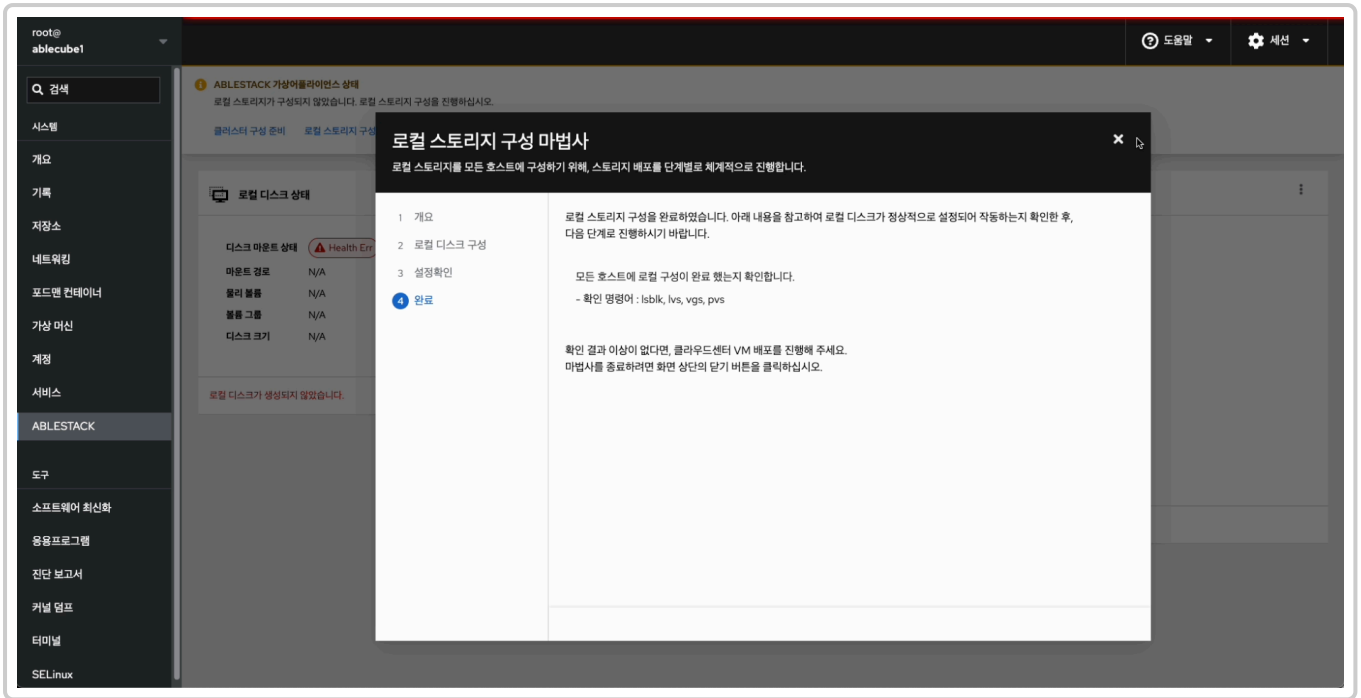 root@
ablecube1
도움말
세션
검색
시스템
개요
기록
저장소
네트워킹
포드맨 컨테이너
가상 머신
계정
서비스
ABLESTACK
도구
소프트웨어 최신화
응용프로그램
진단 보고서
커널 덤프
터미널
SELinux
ABLESTACK 가상어플라이언스 상태
로컬 스토리지가 구성되지 않았습니다. 로컬 스토리지 구성을 진행하십시오.
클러스터 구성 준비 로컬 스토리지 구성
로컬 디스크 상태
디스크 마운트 상태 Health Err
마운트 경로 N/A
물리 볼륨 N/A
볼륨 그룹 N/A
디스크 크기 N/A
로컬 디스크가 생성되지 않았습니다.
로컬 스토리지 구성 마법사
로컬 스토리지를 모든 호스트에 구성하기 위해, 스토리지 배포를 단계별로 체계적으로 진행합니다.
1 개요
2 로컬 디스크 구성
3 설정확인
4 완료
로컬 스토리지 구성을 완료하였습니다. 아래 내용을 참고하여 로컬 디스크가 정상적으로 설정되어 작동하는지 확인한 후,
다음 단계로 진행하시기 바랍니다.
모든 호스트에 로컬 구성이 완료 했는지 확인합니다.
- 확인 명령어 : lsblk, lvs, vgs, pvs
확인 결과 이상이 없다면, 클라우드센터 VM 배포를 진행해 주세요.
마법사를 종료하려면 화면 상단의 닫기 버튼을 클릭하십시오.